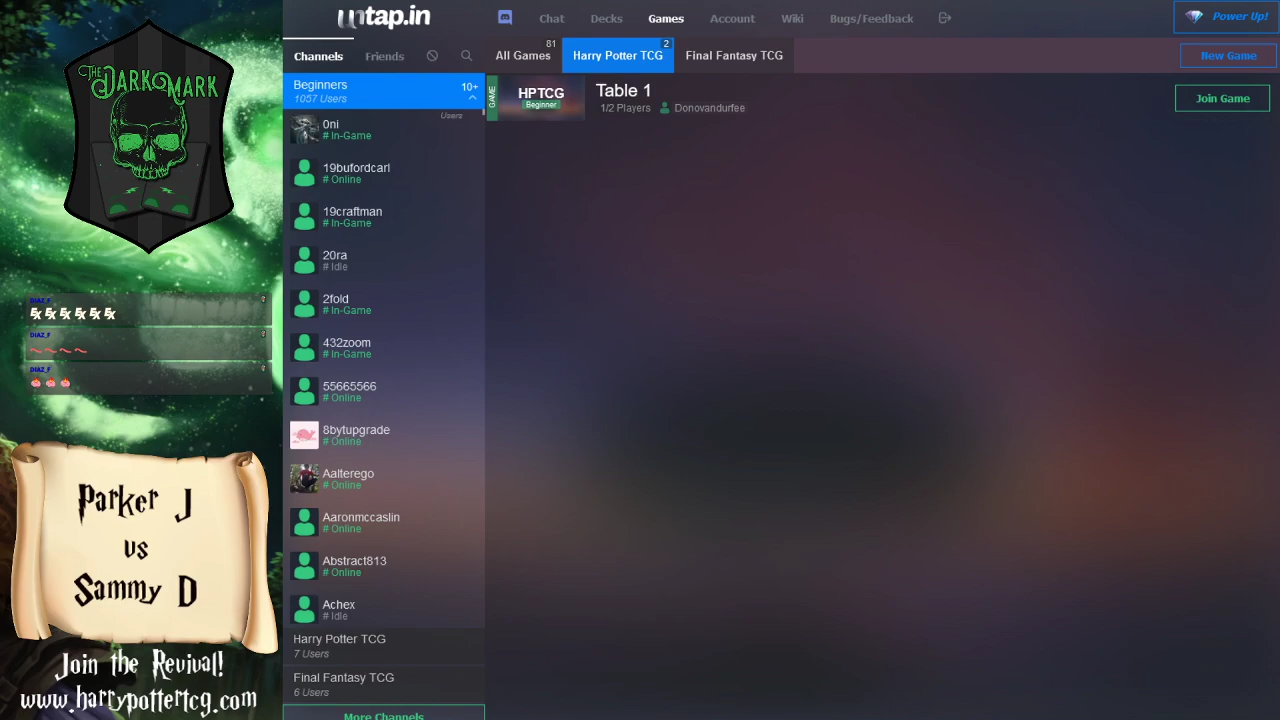 THE
DARK MARK
DIAZ_F
DIAZ_F
DIAZ_F
Parker J
vs
Sammy D
Join the Revival!
www.harrypottertcg.com
untap.in
Chat
Decks
Games
Account
Wiki
Bugs/Feedback
Power Up!
Channels
Friends
All Games
81
Harry Potter TCG
2
Final Fantasy TCG
New Game
Beginners
10+
1057 Users
Users
0ni
# In-Game
19bufordcarl
# Online
19craftman
# In-Game
20ra
# Idle
2fold
# In-Game
432zoom
# In-Game
55665566
# Online
8bytupgrade
# Online
Aalterego
# Online
Aaronmccaslin
# Online
Abstract813
# Online
Achex
# Idle
Harry Potter TCG
7 Users
Final Fantasy TCG
6 Users
More Channels
GAME
HPTCG
Beginner
Table 1
1/2 Players
Donovandurfee
Join Game